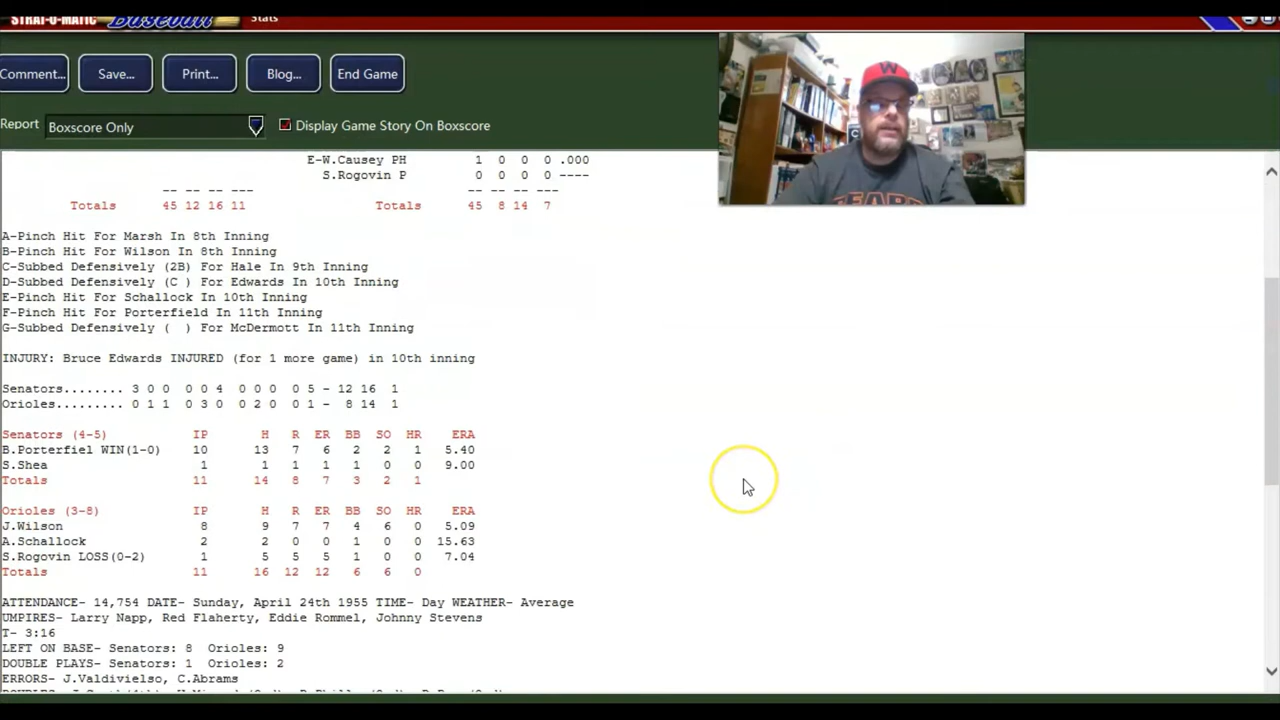 STRAT-O-MATIC Baseball Stats
Comment... Save... Print... Blog... End Game
Report Boxscore Only Display Game Story On Boxscore
E-W.Causey PH 1 0 0 0 .000
S.Rogovin P 0 0 0 0 ----
-- -- -- --- -- -- -- ---
Totals 45 12 16 11 Totals 45 8 14 7
A-Pinch Hit For Marsh In 8th Inning
B-Pinch Hit For Wilson In 8th Inning
C-Subbed Defensively (2B) For Hale In 9th Inning
D-Subbed Defensively (C ) For Edwards In 10th Inning
E-Pinch Hit For Schallock In 10th Inning
F-Pinch Hit For Porterfield In 11th Inning
G-Subbed Defensively ( ) For McDermott In 11th Inning
INJURY: Bruce Edwards INJURED (for 1 more game) in 10th inning
Senators........ 3 0 0 0 0 4 0 0 0 0 5 - 12 16 1
Orioles......... 0 1 1 0 3 0 0 2 0 0 1 - 8 14 1
Senators (4-5) IP H R ER BB SO HR ERA
B.Porterfiel WIN(1-0) 10 13 7 6 2 2 1 5.40
S.Shea 1 1 1 1 1 0 0 9.00
Totals 11 14 8 7 3 2 1
Orioles (3-8) IP H R ER BB SO HR ERA
J.Wilson 8 9 7 7 4 6 0 5.09
A.Schallock 2 2 0 0 1 0 0 15.63
S.Rogovin LOSS(0-2) 1 5 5 5 1 0 0 7.04
Totals 11 16 12 12 6 6 0
ATTENDANCE- 14,754 DATE- Sunday, April 24th 1955 TIME- Day WEATHER- Average
UMPIRES- Larry Napp, Red Flaherty, Eddie Rommel, Johnny Stevens
T- 3:16
LEFT ON BASE- Senators: 8 Orioles: 9
DOUBLE PLAYS- Senators: 1 Orioles: 2
ERRORS- J.Valdivielso, C.Abrams